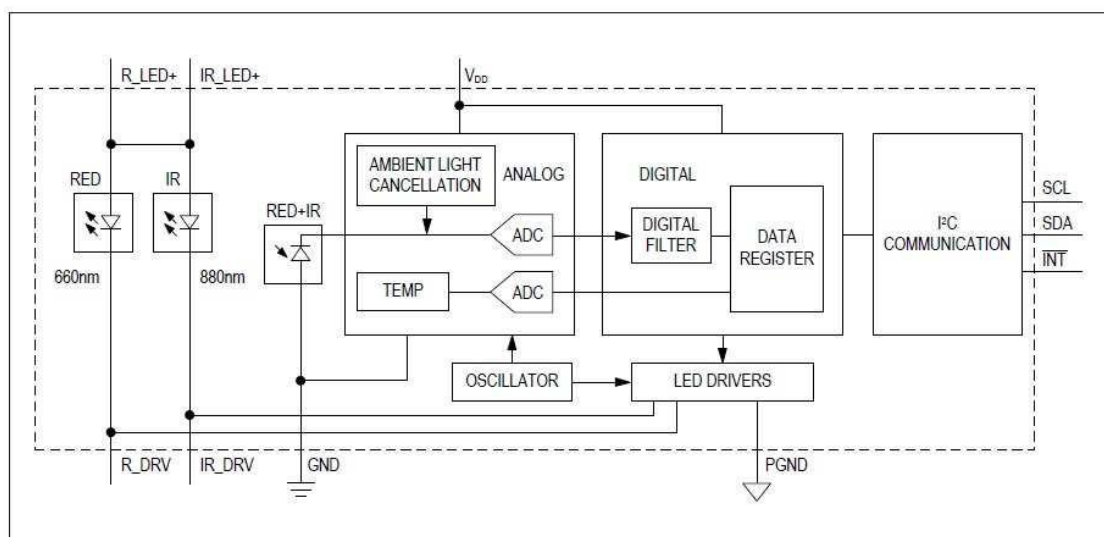 R_LED+
IR_LED+
V_DD
RED
IR
RED+IR
660nm
880nm
AMBIENT LIGHT
CANCELLATION
ANALOG
ADC
TEMP
ADC
DIGITAL
DIGITAL
FILTER
DATA
REGISTER
I²C
COMMUNICATION
SCL
SDA
INT
OSCILLATOR
LED DRIVERS
R_DRV
IR_DRV
GND
PGND